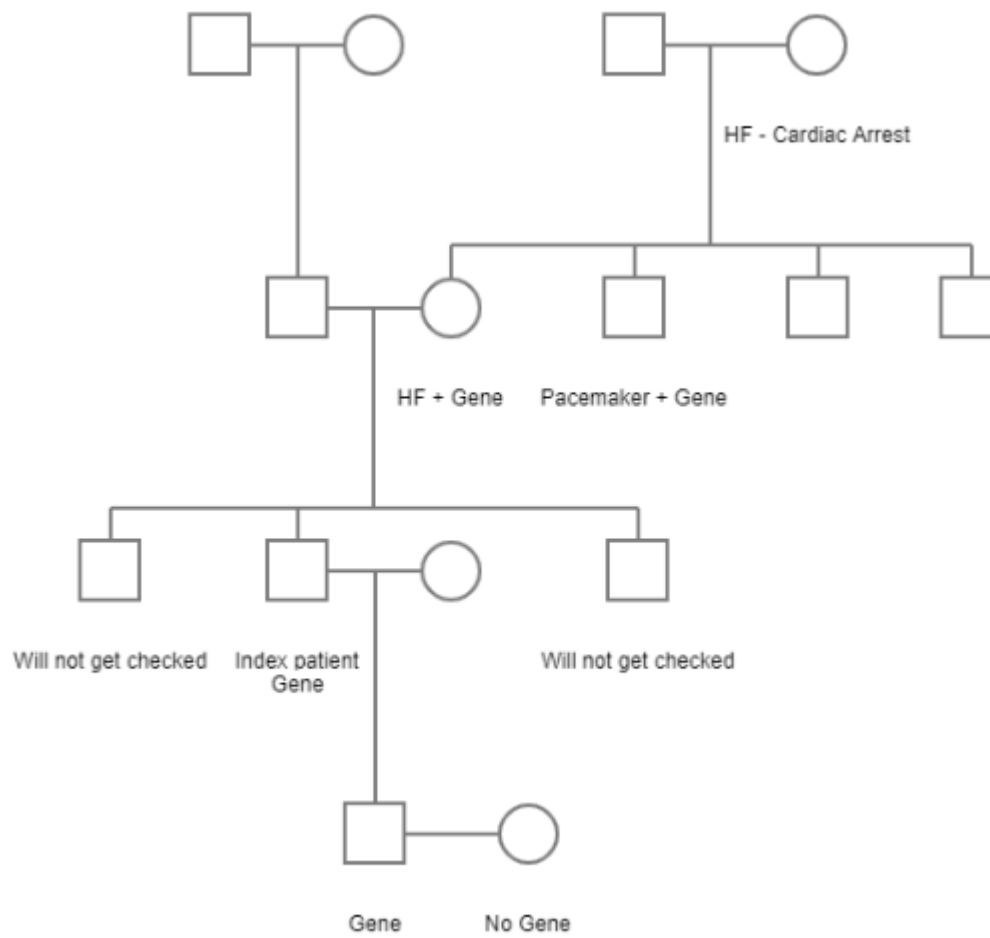 HF - Cardiac Arrest
HF + Gene
Pacemaker + Gene
Will not get checked
Index patient
Gene
Will not get checked
Gene
No Gene